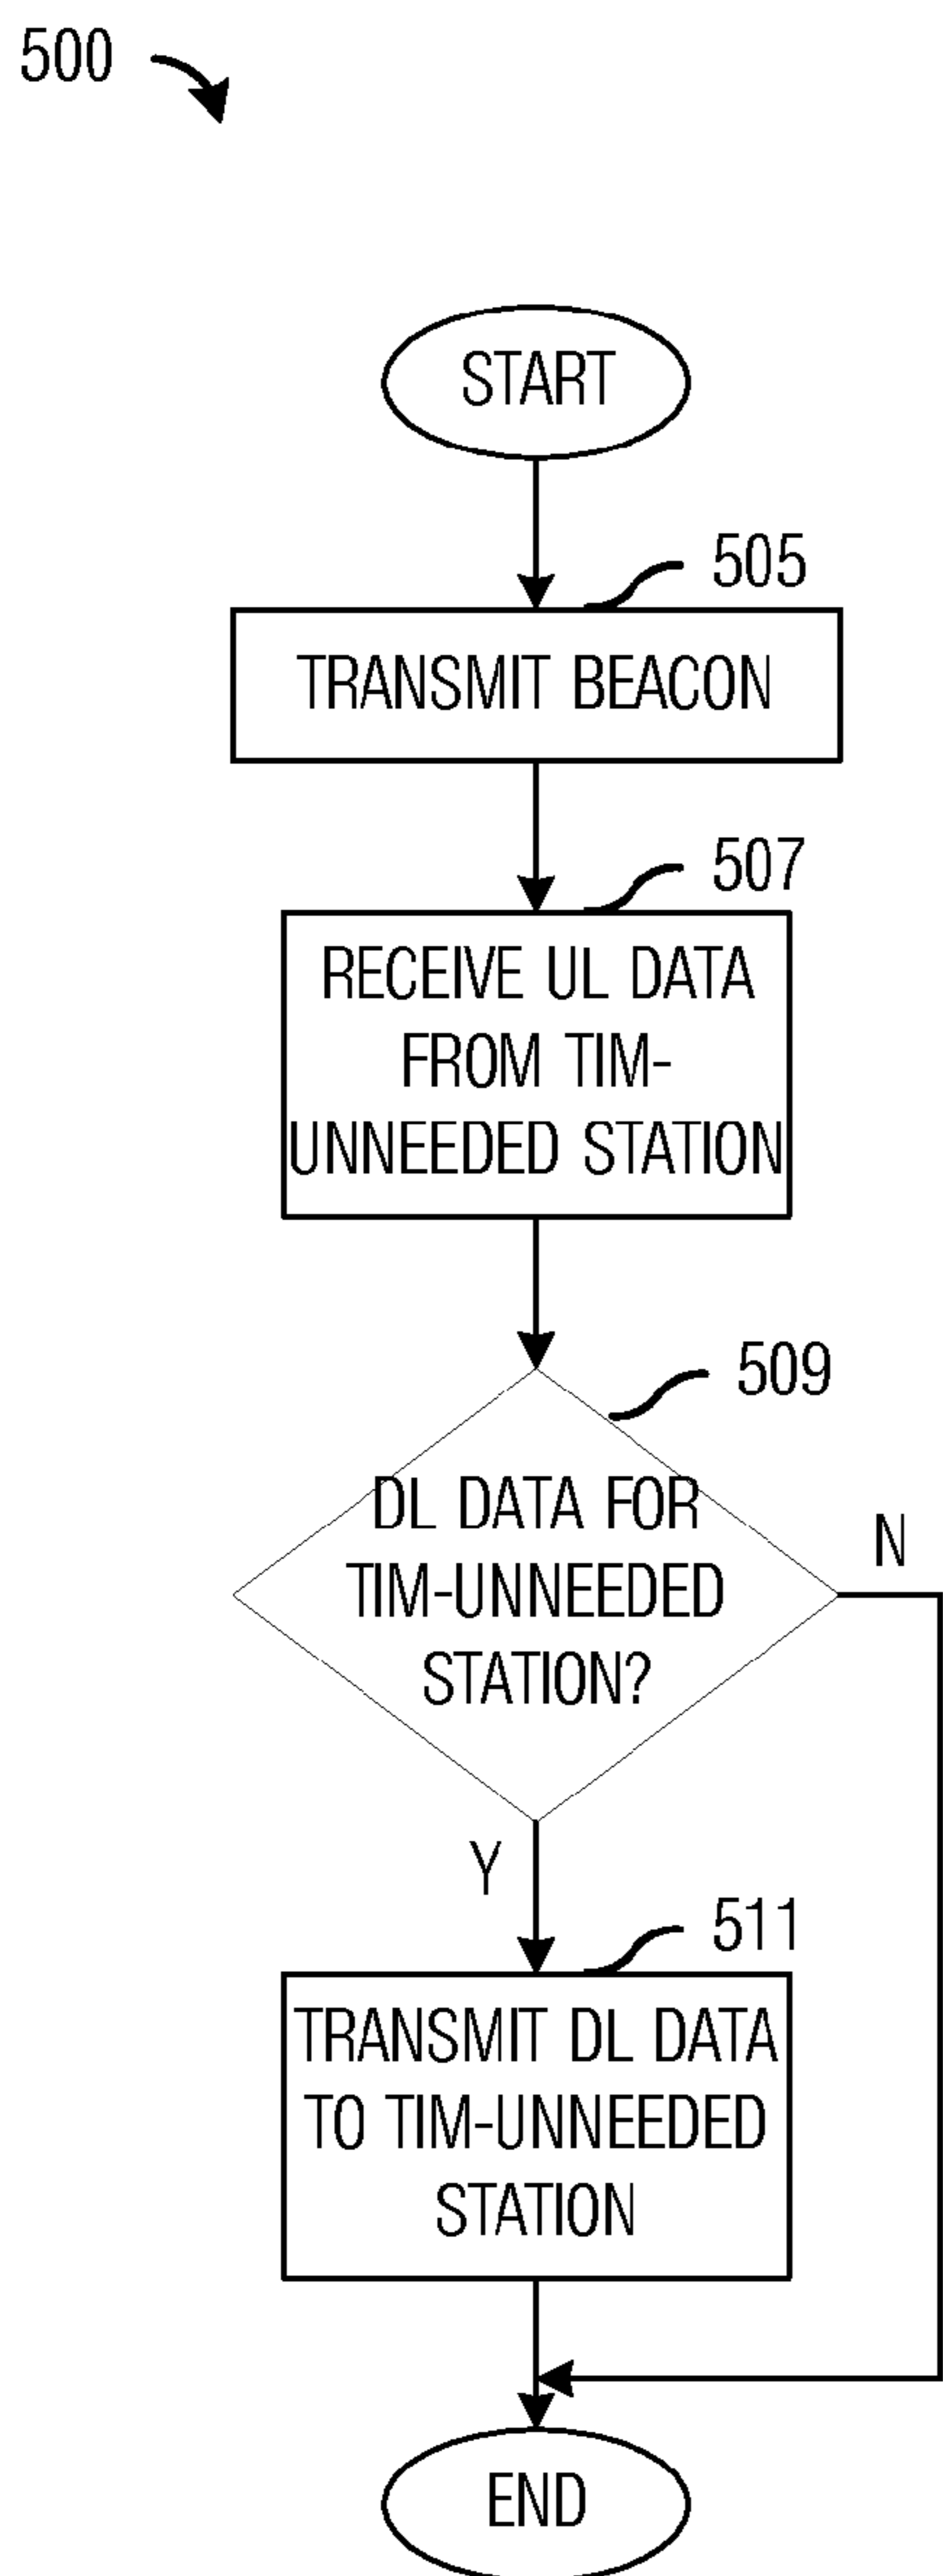 500
START
505
TRANSMIT BEACON
507
RECEIVE UL DATA
FROM TIM-
UNNEEDED STATION
509
DL DATA FOR
TIM-UNNEEDED
STATION?
N
Y
511
TRANSMIT DL DATA
TO TIM-UNNEEDED
STATION
END